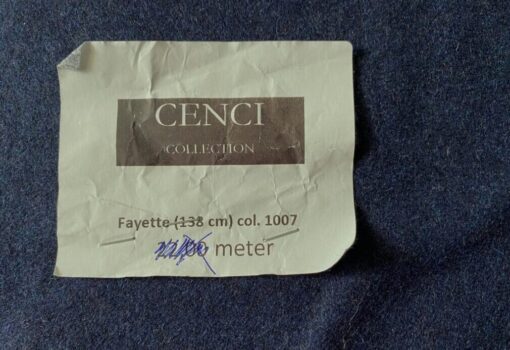 CENCI
COLLECTION
Fayette (138 cm) col. 1007
meter